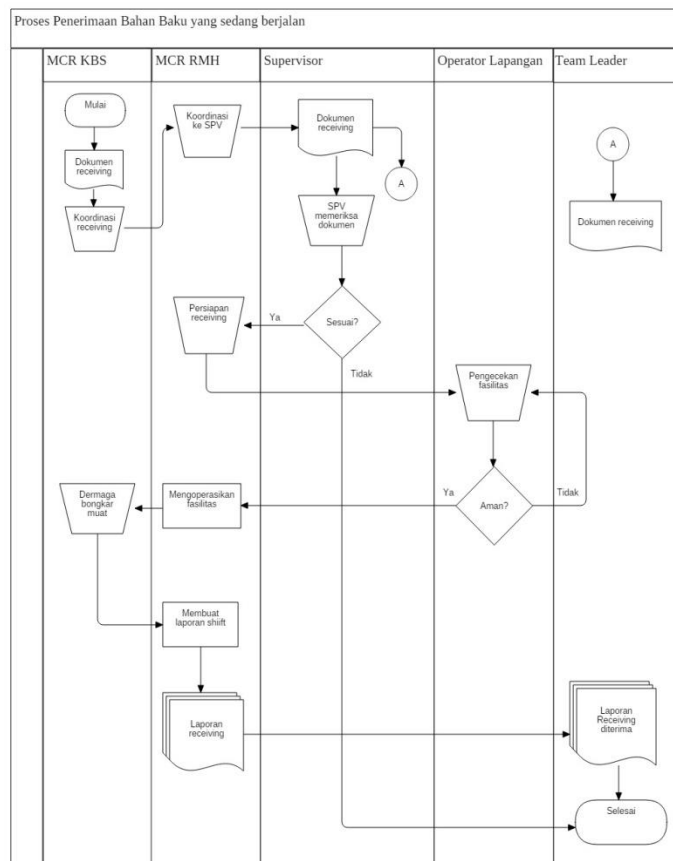 Proses Penerimaan Bahan Baku yang sedang berjalan
MCR KBS
MCR RMH
Supervisor
Operator Lapangan
Team Leader
Mulai
Koordinasi
ke SPV
Dokumen
receiving
A
A
Dokumen
receiving
Koordinasi
receiving
SPV
memeriksa
dokumen
Dokumen receiving
Persiapan
receiving
Ya
Sesuai?
Tidak
Pengecekan
fasilitas
Dermaga
bongkar
muat
Mengoperasikan
fasilitas
Ya
Aman?
Tidak
Membuat
laporan shiift
Laporan
receiving
Laporan
Receiving
diterima
Selesai